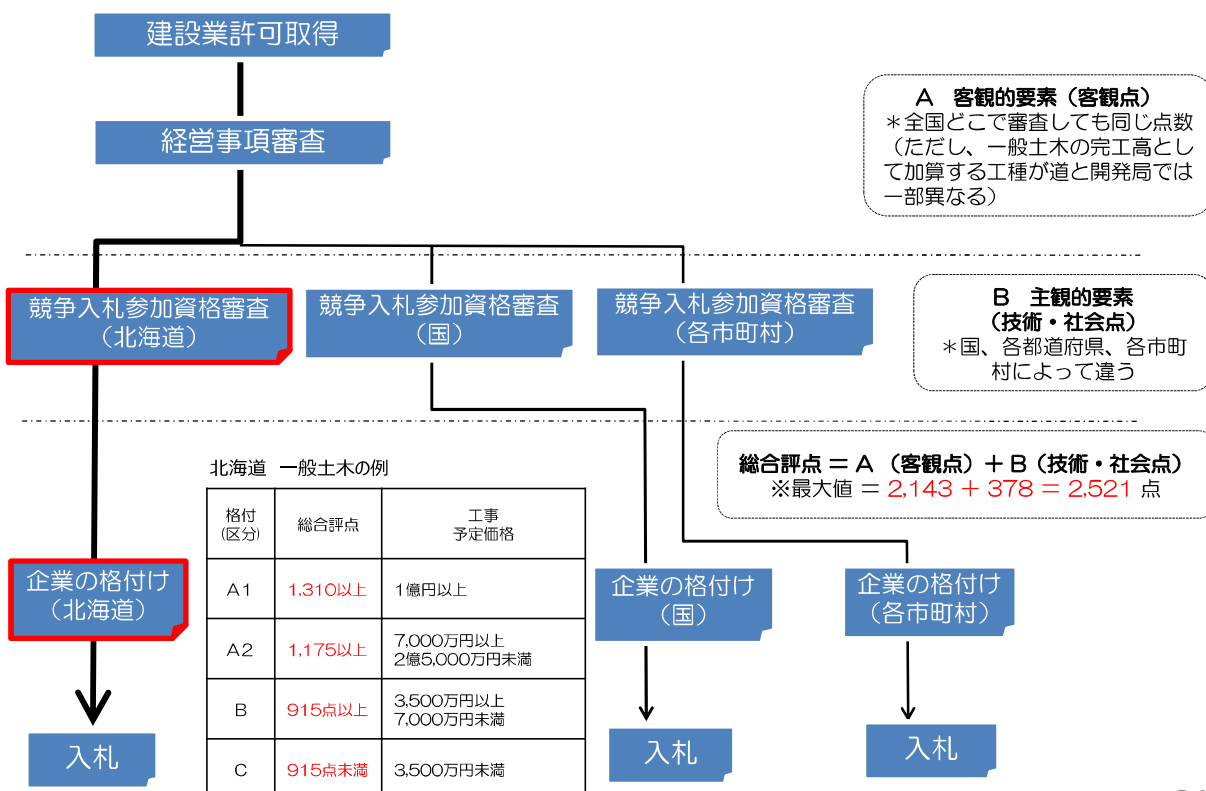 建設業許可取得
経営事項審査
A 客観的要素（客観点）
＊全国どこで審査しても同じ点数
（ただし、一般土木の完工高とし
て加算する工種が道と開発局では
一部異なる）
競争入札参加資格審査
（北海道）
競争入札参加資格審査
（国）
競争入札参加資格審査
（各市町村）
B 主観的要素
（技術・社会点）
＊国、各都道府県、各市町
村によって違う
総合評点 ＝ A （客観点）＋ B（技術・社会点）
※最大値 ＝ 2,143 ＋ 378 ＝ 2,521 点
北海道 一般土木の例
格付
（区分）
総合評点
工事
予定価格
A1
1,310以上
1億円以上
A2
1,175以上
7,000万円以上
2億5,000万円未満
B
915点以上
3,500万円以上
7,000万円未満
C
915点未満
3,500万円未満
企業の格付け
（北海道）
企業の格付け
（国）
企業の格付け
（各市町村）
入札
入札
入札